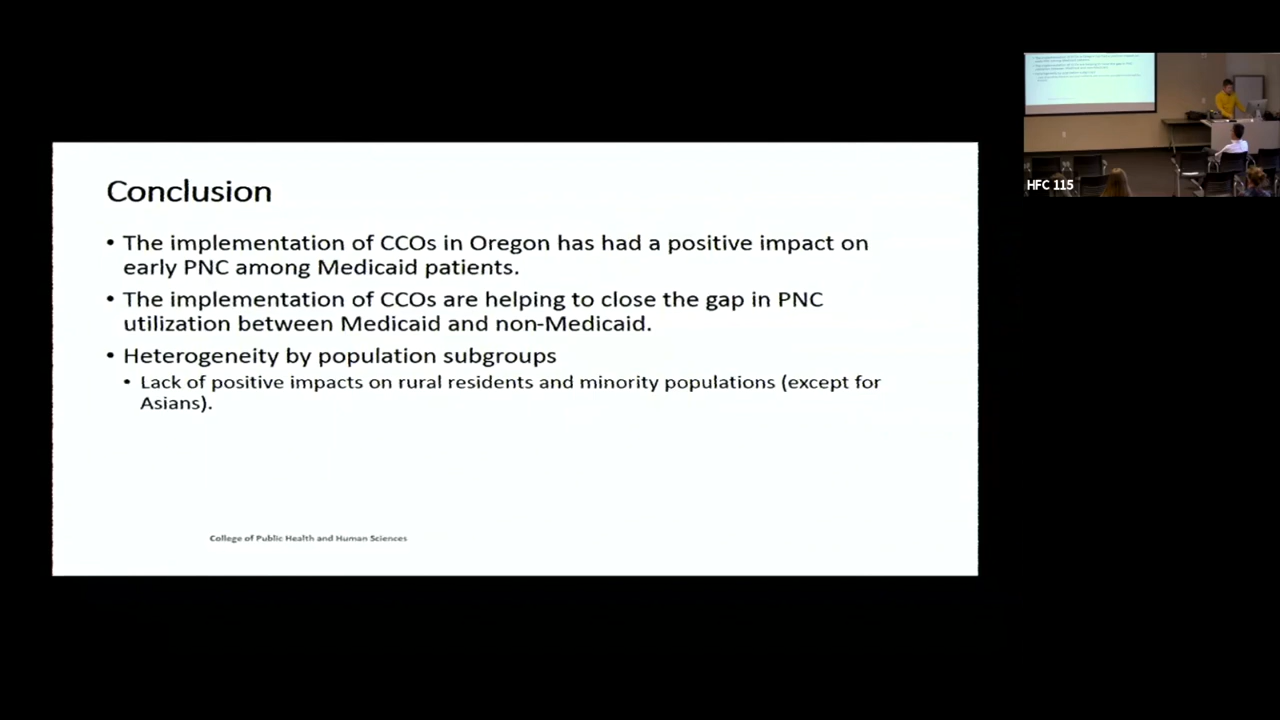 Conclusion
• The implementation of CCOs in Oregon has had a positive impact on
early PNC among Medicaid patients.
• The implementation of CCOs are helping to close the gap in PNC
utilization between Medicaid and non-Medicaid.
• Heterogeneity by population subgroups
• Lack of positive impacts on rural residents and minority populations (except for
Asians).
College of Public Health and Human Sciences
HFC 115